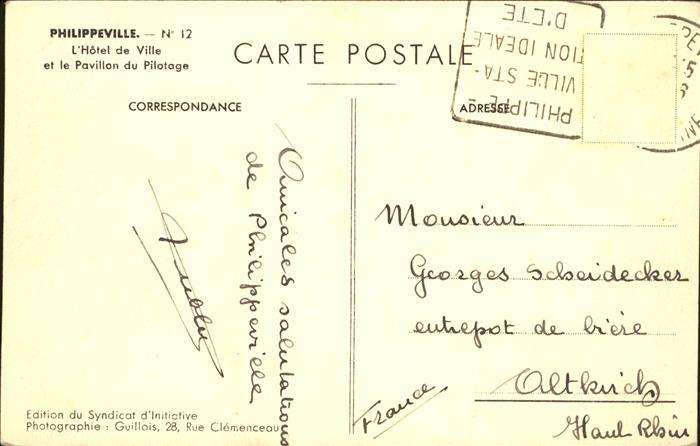 PHILIPPEVILLE. — N° 12
L'Hôtel de Ville
et le Pavillon du Pilotage
CARTE POSTALE
PHILIPPE-
VILLE STA-
TION IDEALE
D'ETE
CORRESPONDANCE
ADRESSE
Amicales salutations
de Philippeville
Monsieur
Georges Scheidecker
entrepot de bière
Altkirch
Haut Rhin
France
Edition du Syndicat d'Initiative
Photographie : Guillois, 28, Rue Clémenceau